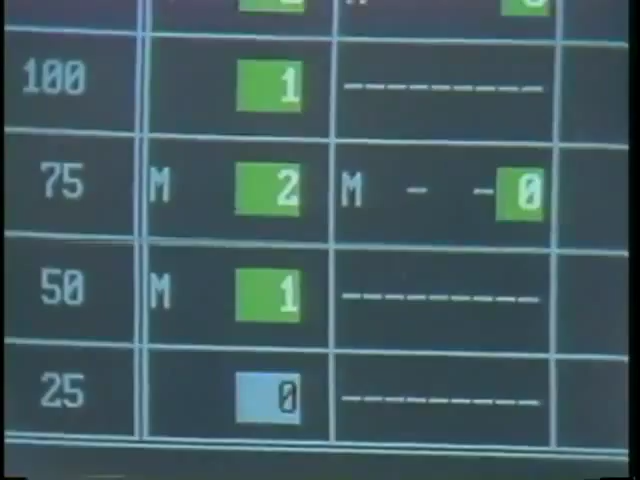 100 1 ---------
75 M 2 M - -0
50 M 1 ---------
25 0 ---------